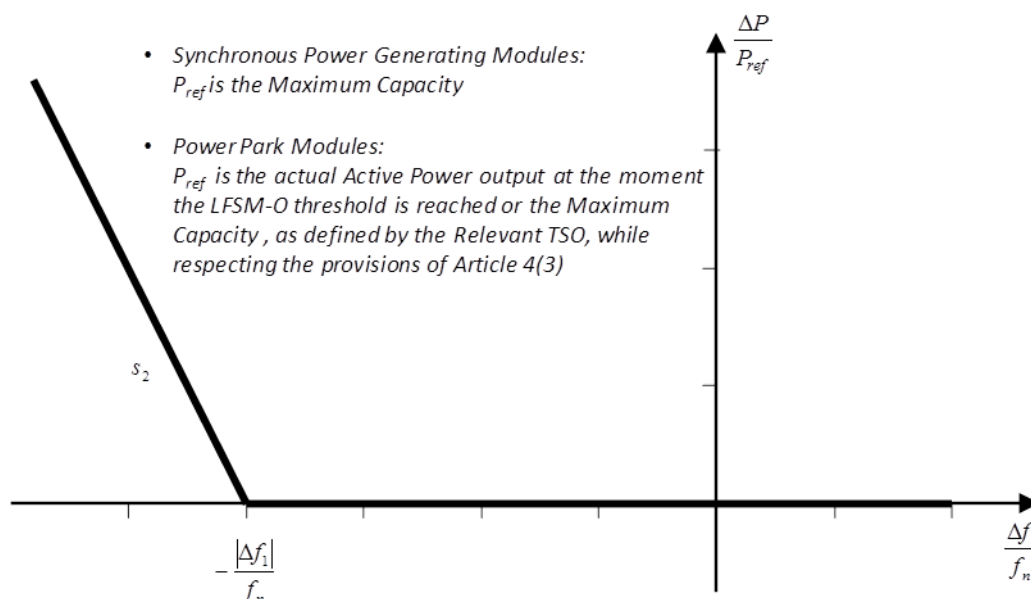 • Synchronous Power Generating Modules:
P_ref is the Maximum Capacity
• Power Park Modules:
P_ref is the actual Active Power output at the moment
the LFSM-O threshold is reached or the Maximum
Capacity , as defined by the Relevant TSO, while
respecting the provisions of Article 4(3)
ΔP
P_ref
s_2
Δf
f_n
- |Δf_1|
f_n